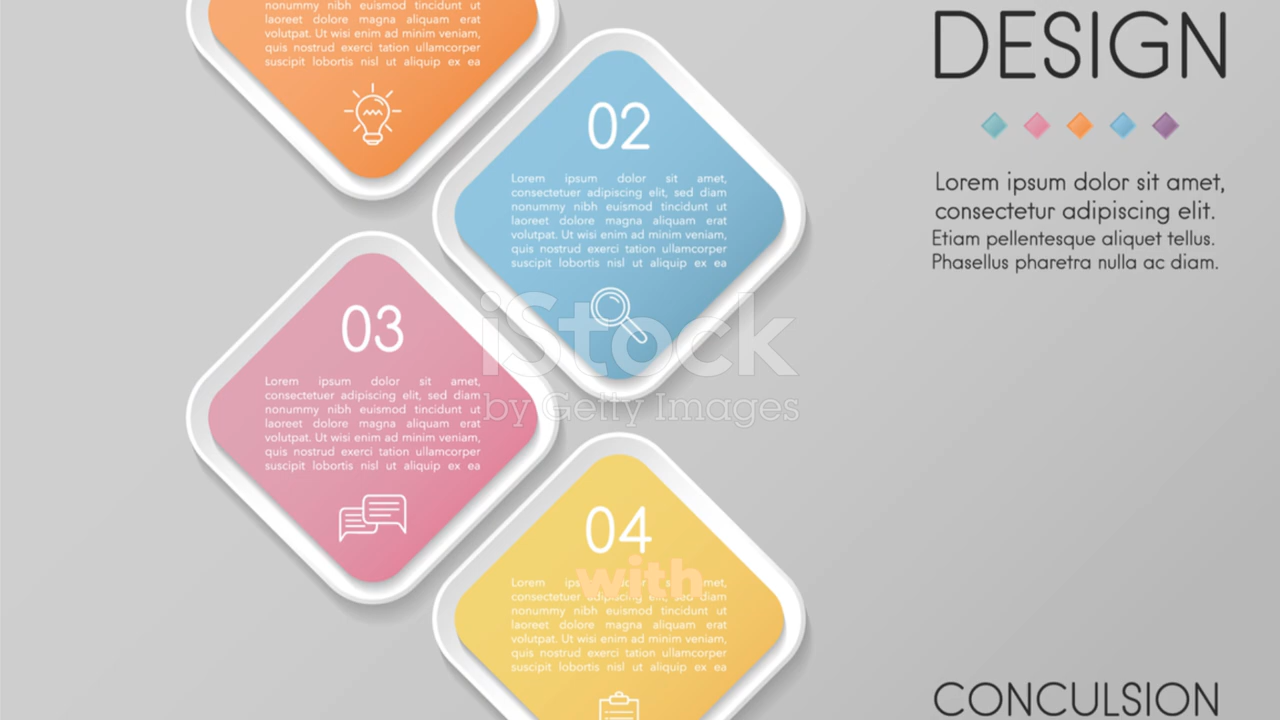 nonummy nibh euismod tincidunt ut
laoreet dolore magna aliquam erat
volutpat. Ut wisi enim ad minim veniam,
quis nostrud exerci tation ullamcorper
suscipit lobortis nisl ut aliquip ex ea
02
Lorem ipsum dolor sit amet,
consectetuer adipiscing elit, sed diam
nonummy nibh euismod tincidunt ut
laoreet dolore magna aliquam erat
volutpat. Ut wisi enim ad minim veniam,
quis nostrud exerci tation ullamcorper
suscipit lobortis nisl ut aliquip ex ea
03
Lorem ipsum dolor sit amet,
consectetuer adipiscing elit, sed diam
nonummy nibh euismod tincidunt ut
laoreet dolore magna aliquam erat
volutpat. Ut wisi enim ad minim veniam,
quis nostrud exerci tation ullamcorper
suscipit lobortis nisl ut aliquip ex ea
04
with
Lorem
consectetuer adipiscing elit, sed diam
nonummy nibh euismod tincidunt ut
laoreet dolore magna aliquam erat
volutpat. Ut wisi enim ad minim veniam,
quis nostrud exerci tation ullamcorper
suscipit lobortis nisl ut aliquip ex ea
iStock
by Getty Images
DESIGN
Lorem ipsum dolor sit amet,
consectetur adipiscing elit.
Etiam pellentesque aliquet tellus.
Phasellus pharetra nulla ac diam.
CONCULSION